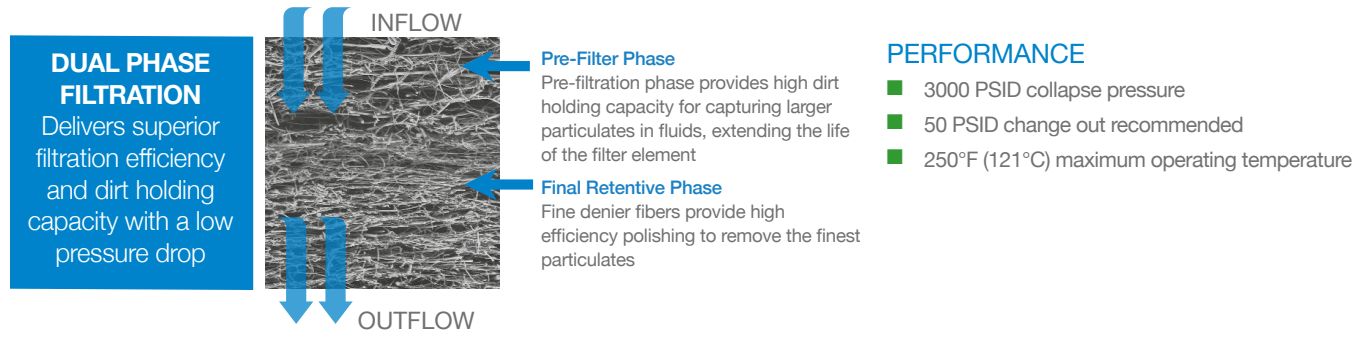 DUAL PHASE
FILTRATION
Delivers superior
filtration efficiency
and dirt holding
capacity with a low
pressure drop
INFLOW
Pre-Filter Phase
Pre-filtration phase provides high dirt
holding capacity for capturing larger
particulates in fluids, extending the life
of the filter element
Final Retentive Phase
Fine denier fibers provide high
efficiency polishing to remove the finest
particulates
OUTFLOW
PERFORMANCE
3000 PSID collapse pressure
50 PSID change out recommended
250°F (121°C) maximum operating temperature